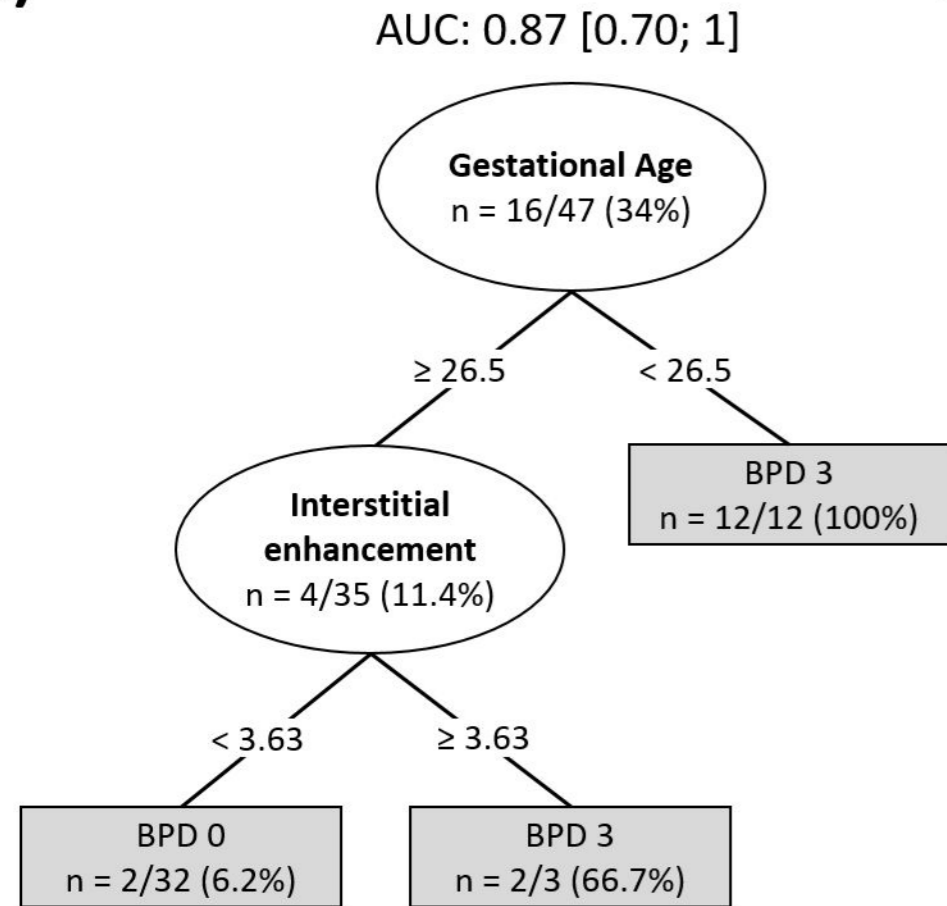 AUC: 0.87 [0.70; 1]
Gestational Age
n = 16/47 (34%)
≥ 26.5
< 26.5
BPD 3
n = 12/12 (100%)
Interstitial
enhancement
n = 4/35 (11.4%)
< 3.63
≥ 3.63
BPD 0
n = 2/32 (6.2%)
BPD 3
n = 2/3 (66.7%)